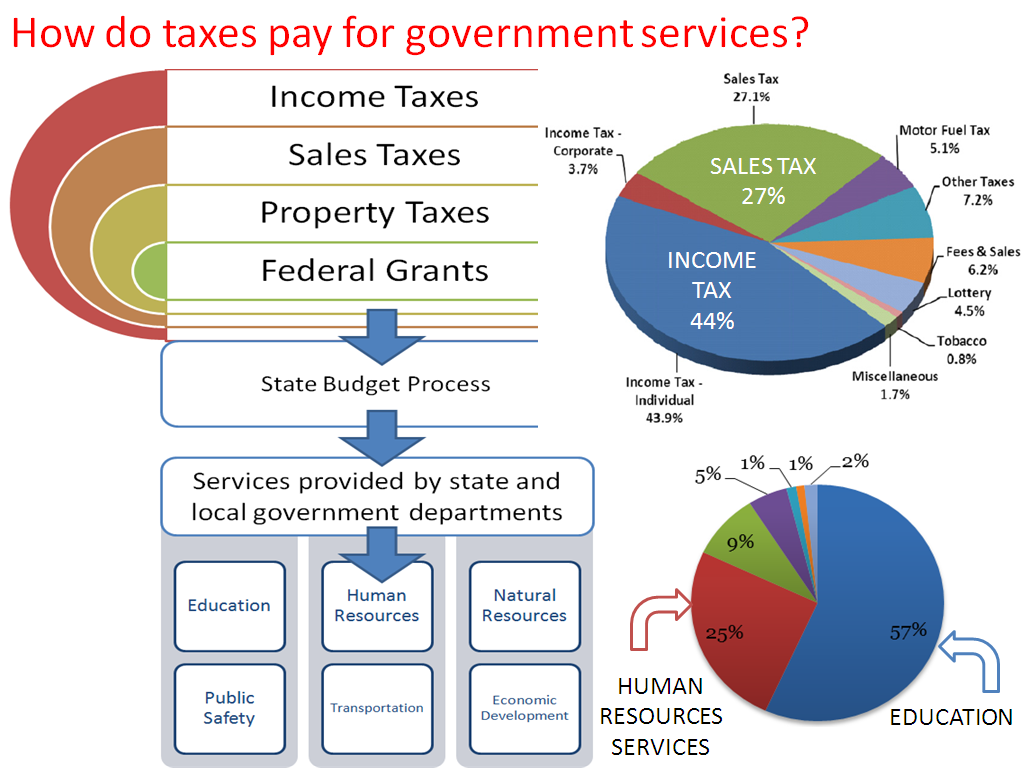 How do taxes pay for government services?
Income Taxes
Sales Taxes
Property Taxes
Federal Grants
State Budget Process
Services provided by state and
local government departments
Education
Human
Resources
Natural
Resources
Public
Safety
Transportation
Economic
Development
Sales Tax
27.1%
Income Tax -
Corporate
3.7%
Motor Fuel Tax
5.1%
SALES TAX
27%
Other Taxes
7.2%
Fees & Sales
6.2%
INCOME
TAX
44%
Lottery
4.5%
Tobacco
0.8%
Miscellaneous
1.7%
Income Tax -
Individual
43.9%
5%
1%
1%
2%
9%
25%
57%
HUMAN
RESOURCES
SERVICES
EDUCATION